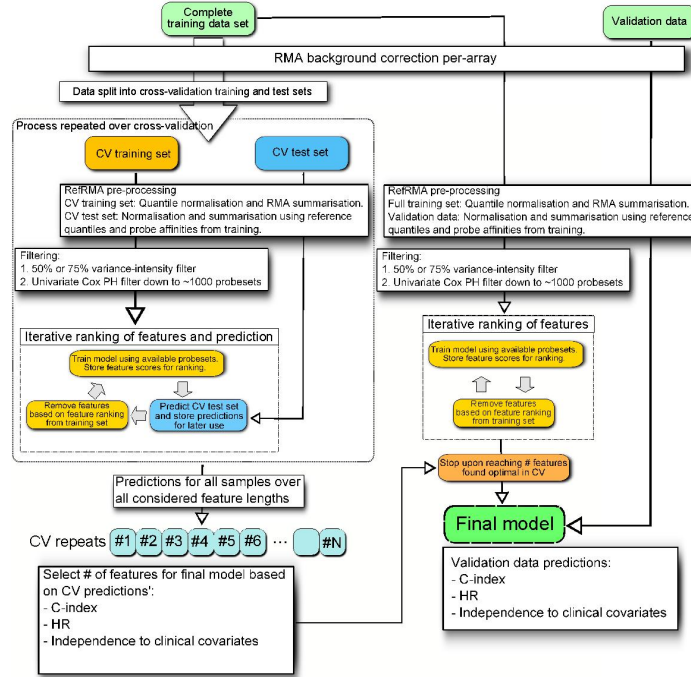 Complete
training data set
Validation data
RMA background correction per-array
Data split into cross-validation training and test sets
Process repeated over cross-validation
CV training set
CV test set
RefRMA pre-processing
CV training set: Quantile normalisation and RMA summarisation.
CV test set: Normalisation and summarisation using reference
quantiles and probe affinities from training.
Filtering:
1. 50% or 75% variance-intensity filter
2. Univariate Cox PH filter down to ~1000 probesets
Iterative ranking of features and prediction
Train model using available probesets.
Store feature scores for ranking.
Remove features
based on feature ranking
from training set
Predict CV test set
and store predictions
for later use
Predictions for all samples over
all considered feature lengths
CV repeats #1 #2 #3 #4 #5 #6 ... #N
Select # of features for final model based
on CV predictions':
- C-index
- HR
- Independence to clinical covariates
RefRMA pre-processing
Full training set: Quantile normalisation and RMA summarisation.
Validation data: Normalisation and summarisation using reference
quantiles and probe affinities from training.
Filtering:
1. 50% or 75% variance-intensity filter
2. Univariate Cox PH filter down to ~1000 probesets
Iterative ranking of features
Train model using available probesets.
Store feature scores for ranking.
Remove features
based on feature ranking
from training set
Stop upon reaching # features
found optimal in CV
Final model
Validation data predictions:
- C-index
- HR
- Independence to clinical covariates